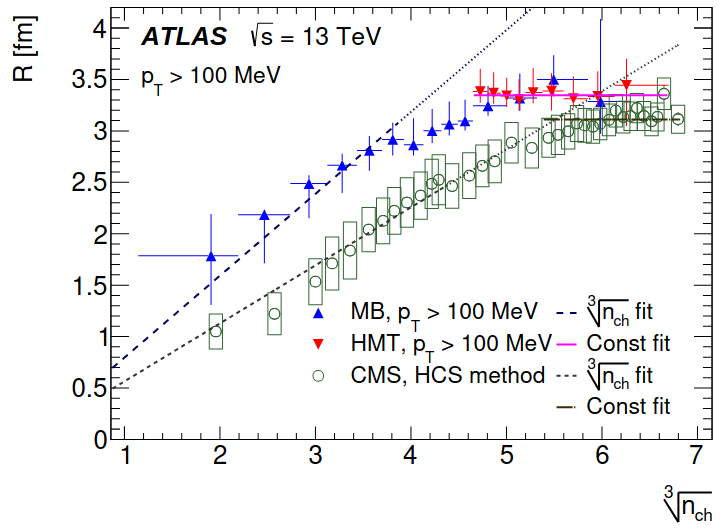 R [fm]
4
3.5
3
2.5
2
1.5
1
0.5
0
ATLAS √s = 13 TeV
p_T > 100 MeV
MB, p_T > 100 MeV
HMT, p_T > 100 MeV
CMS, HCS method
∛n_ch fit
Const fit
∛n_ch fit
Const fit
1 2 3 4 5 6 7
∛n_ch